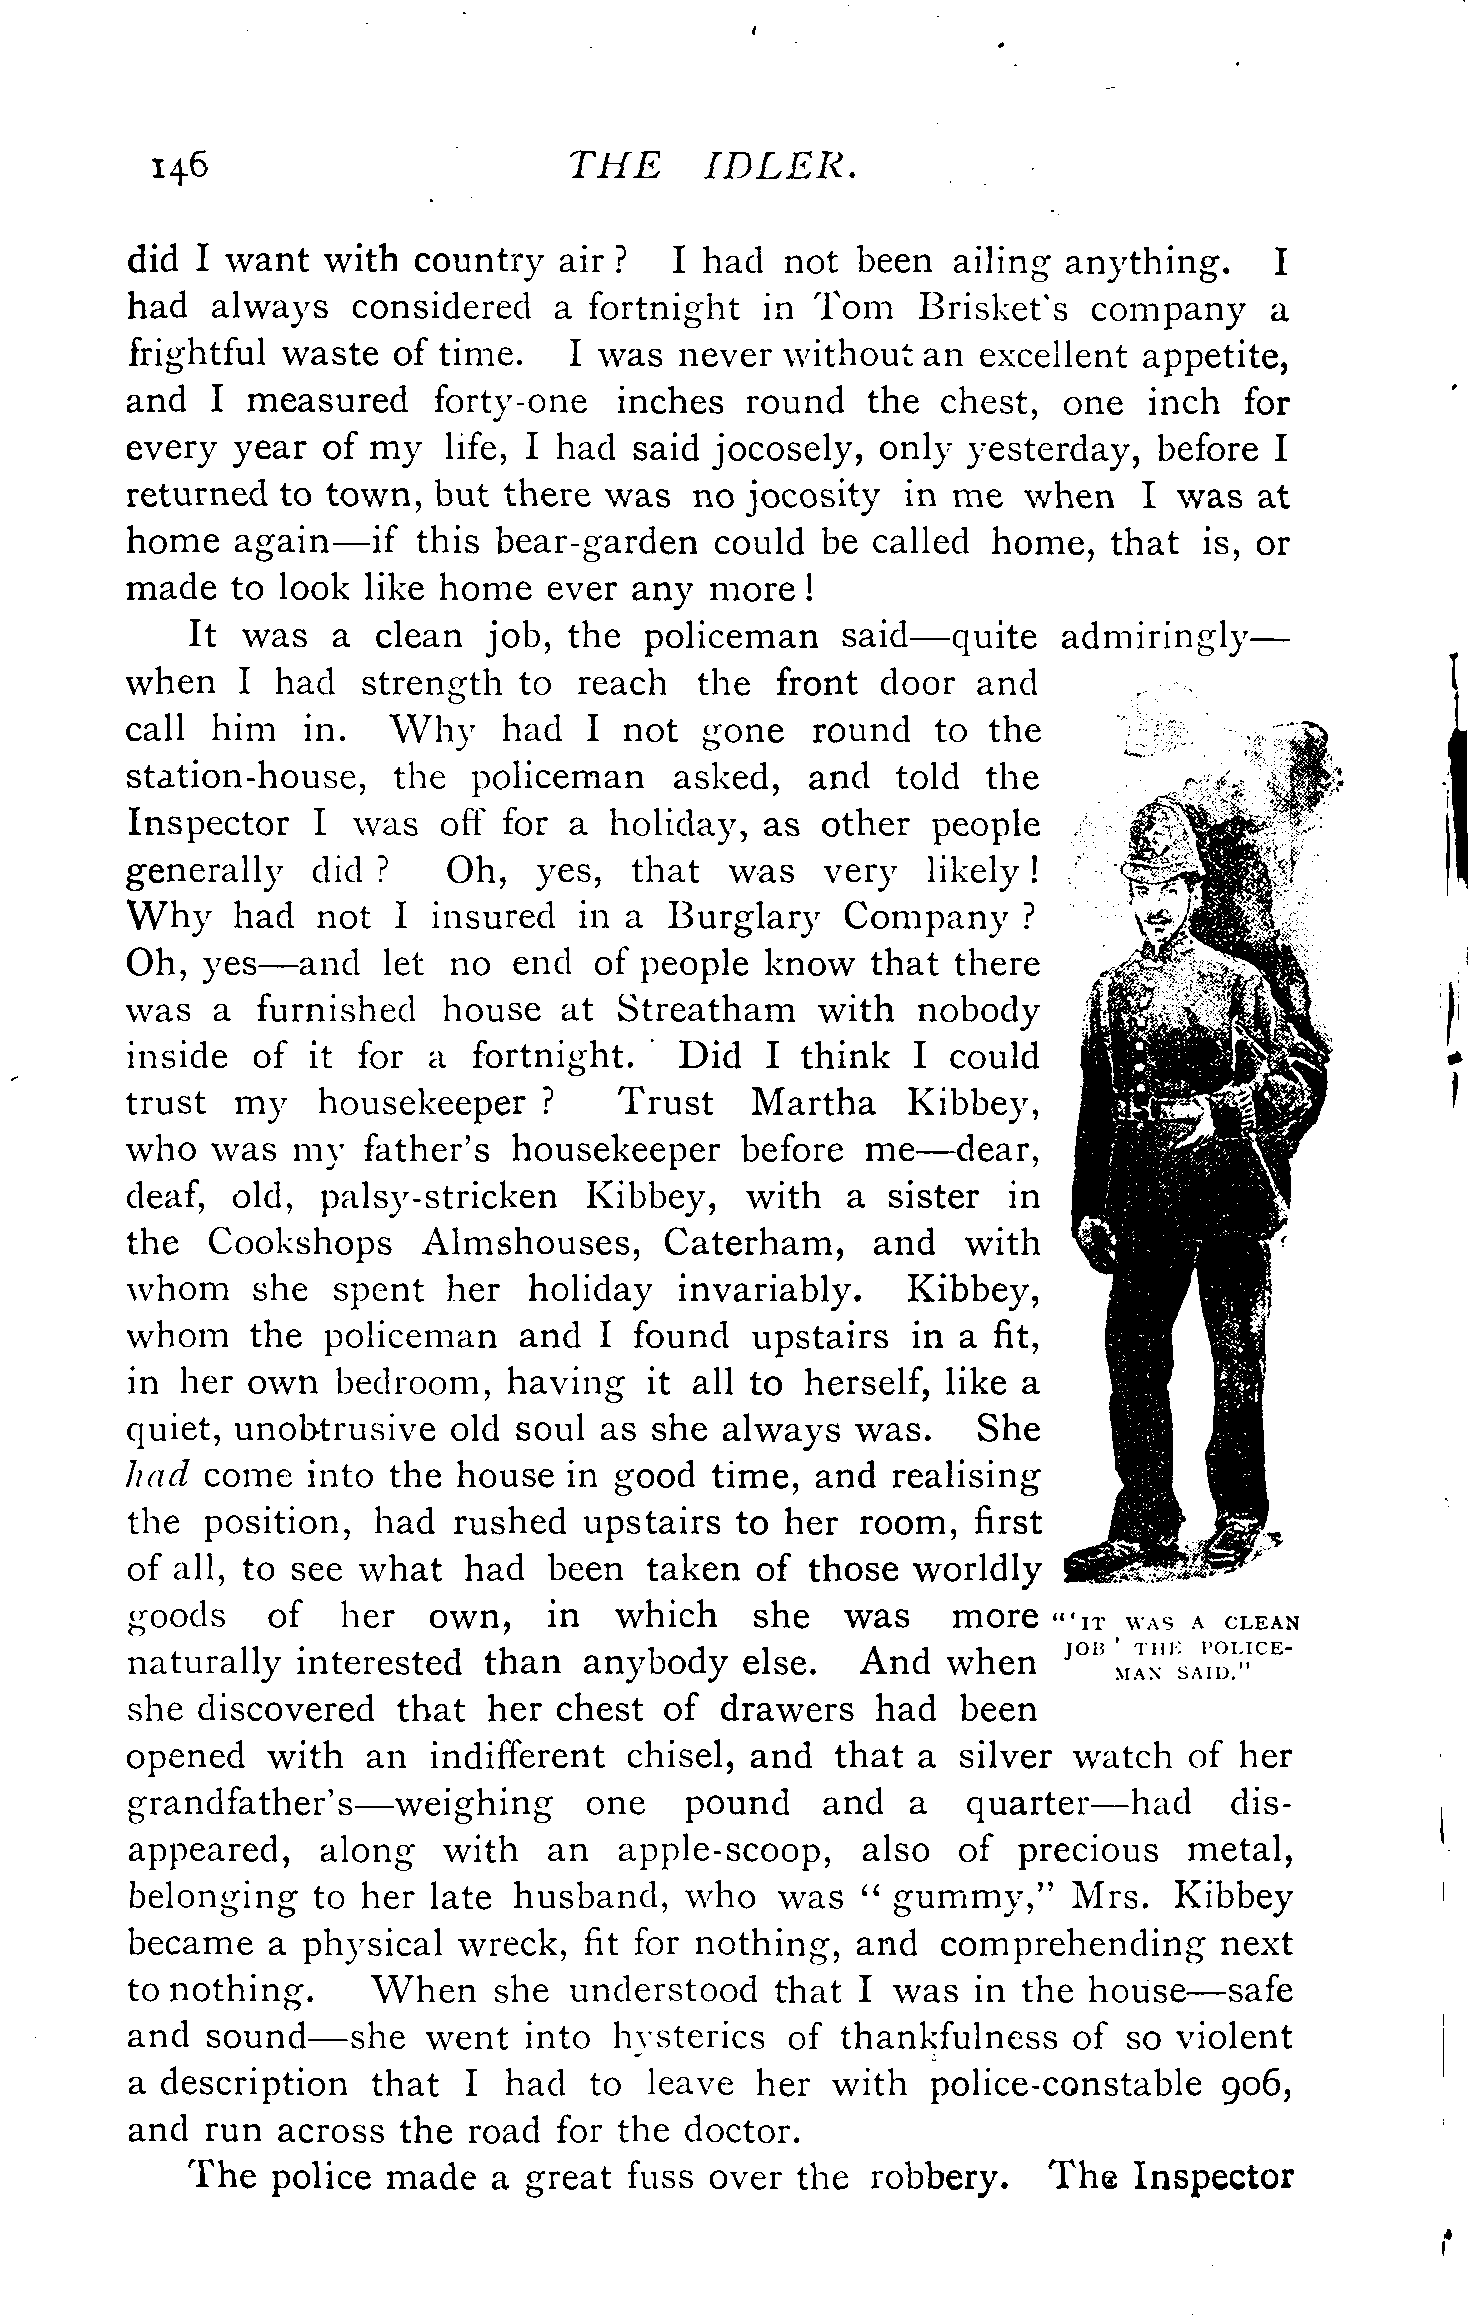 146 THE IDLER.
did I want with country air? I had not been ailing anything. I
had always considered a fortnight in Tom Brisket's company a
frightful waste of time. I was never without an excellent appetite,
and I measured forty-one inches round the chest, one inch for
every year of my life, I had said jocosely, only yesterday, before I
returned to town, but there was no jocosity in me when I was at
home again—if this bear-garden could be called home, that is, or
made to look like home ever any more!
It was a clean job, the policeman said—quite admiringly—
when I had strength to reach the front door and
call him in. Why had I not gone round to the
station-house, the policeman asked, and told the
Inspector I was off for a holiday, as other people
generally did? Oh, yes, that was very likely!
Why had not I insured in a Burglary Company?
Oh, yes—and let no end of people know that there
was a furnished house at Streatham with nobody
inside of it for a fortnight. Did I think I could
trust my housekeeper? Trust Martha Kibbey,
who was my father's housekeeper before me—dear,
deaf, old, palsy-stricken Kibbey, with a sister in
the Cookshops Almshouses, Caterham, and with
whom she spent her holiday invariably. Kibbey,
whom the policeman and I found upstairs in a fit,
in her own bedroom, having it all to herself, like a
quiet, unobtrusive old soul as she always was. She
had come into the house in good time, and realising
the position, had rushed upstairs to her room, first
of all, to see what had been taken of those worldly
goods of her own, in which she was more
naturally interested than anybody else. And when
she discovered that her chest of drawers had been
opened with an indifferent chisel, and that a silver watch of her
grandfather's—weighing one pound and a quarter—had dis-
appeared, along with an apple-scoop, also of precious metal,
belonging to her late husband, who was "gummy," Mrs. Kibbey
became a physical wreck, fit for nothing, and comprehending next
to nothing. When she understood that I was in the house—safe
and sound—she went into hysterics of thankfulness of so violent
a description that I had to leave her with police-constable 906,
and run across the road for the doctor.
The police made a great fuss over the robbery. The Inspector
"'IT WAS A CLEAN
JOB' THE POLICE-
MAN SAID."